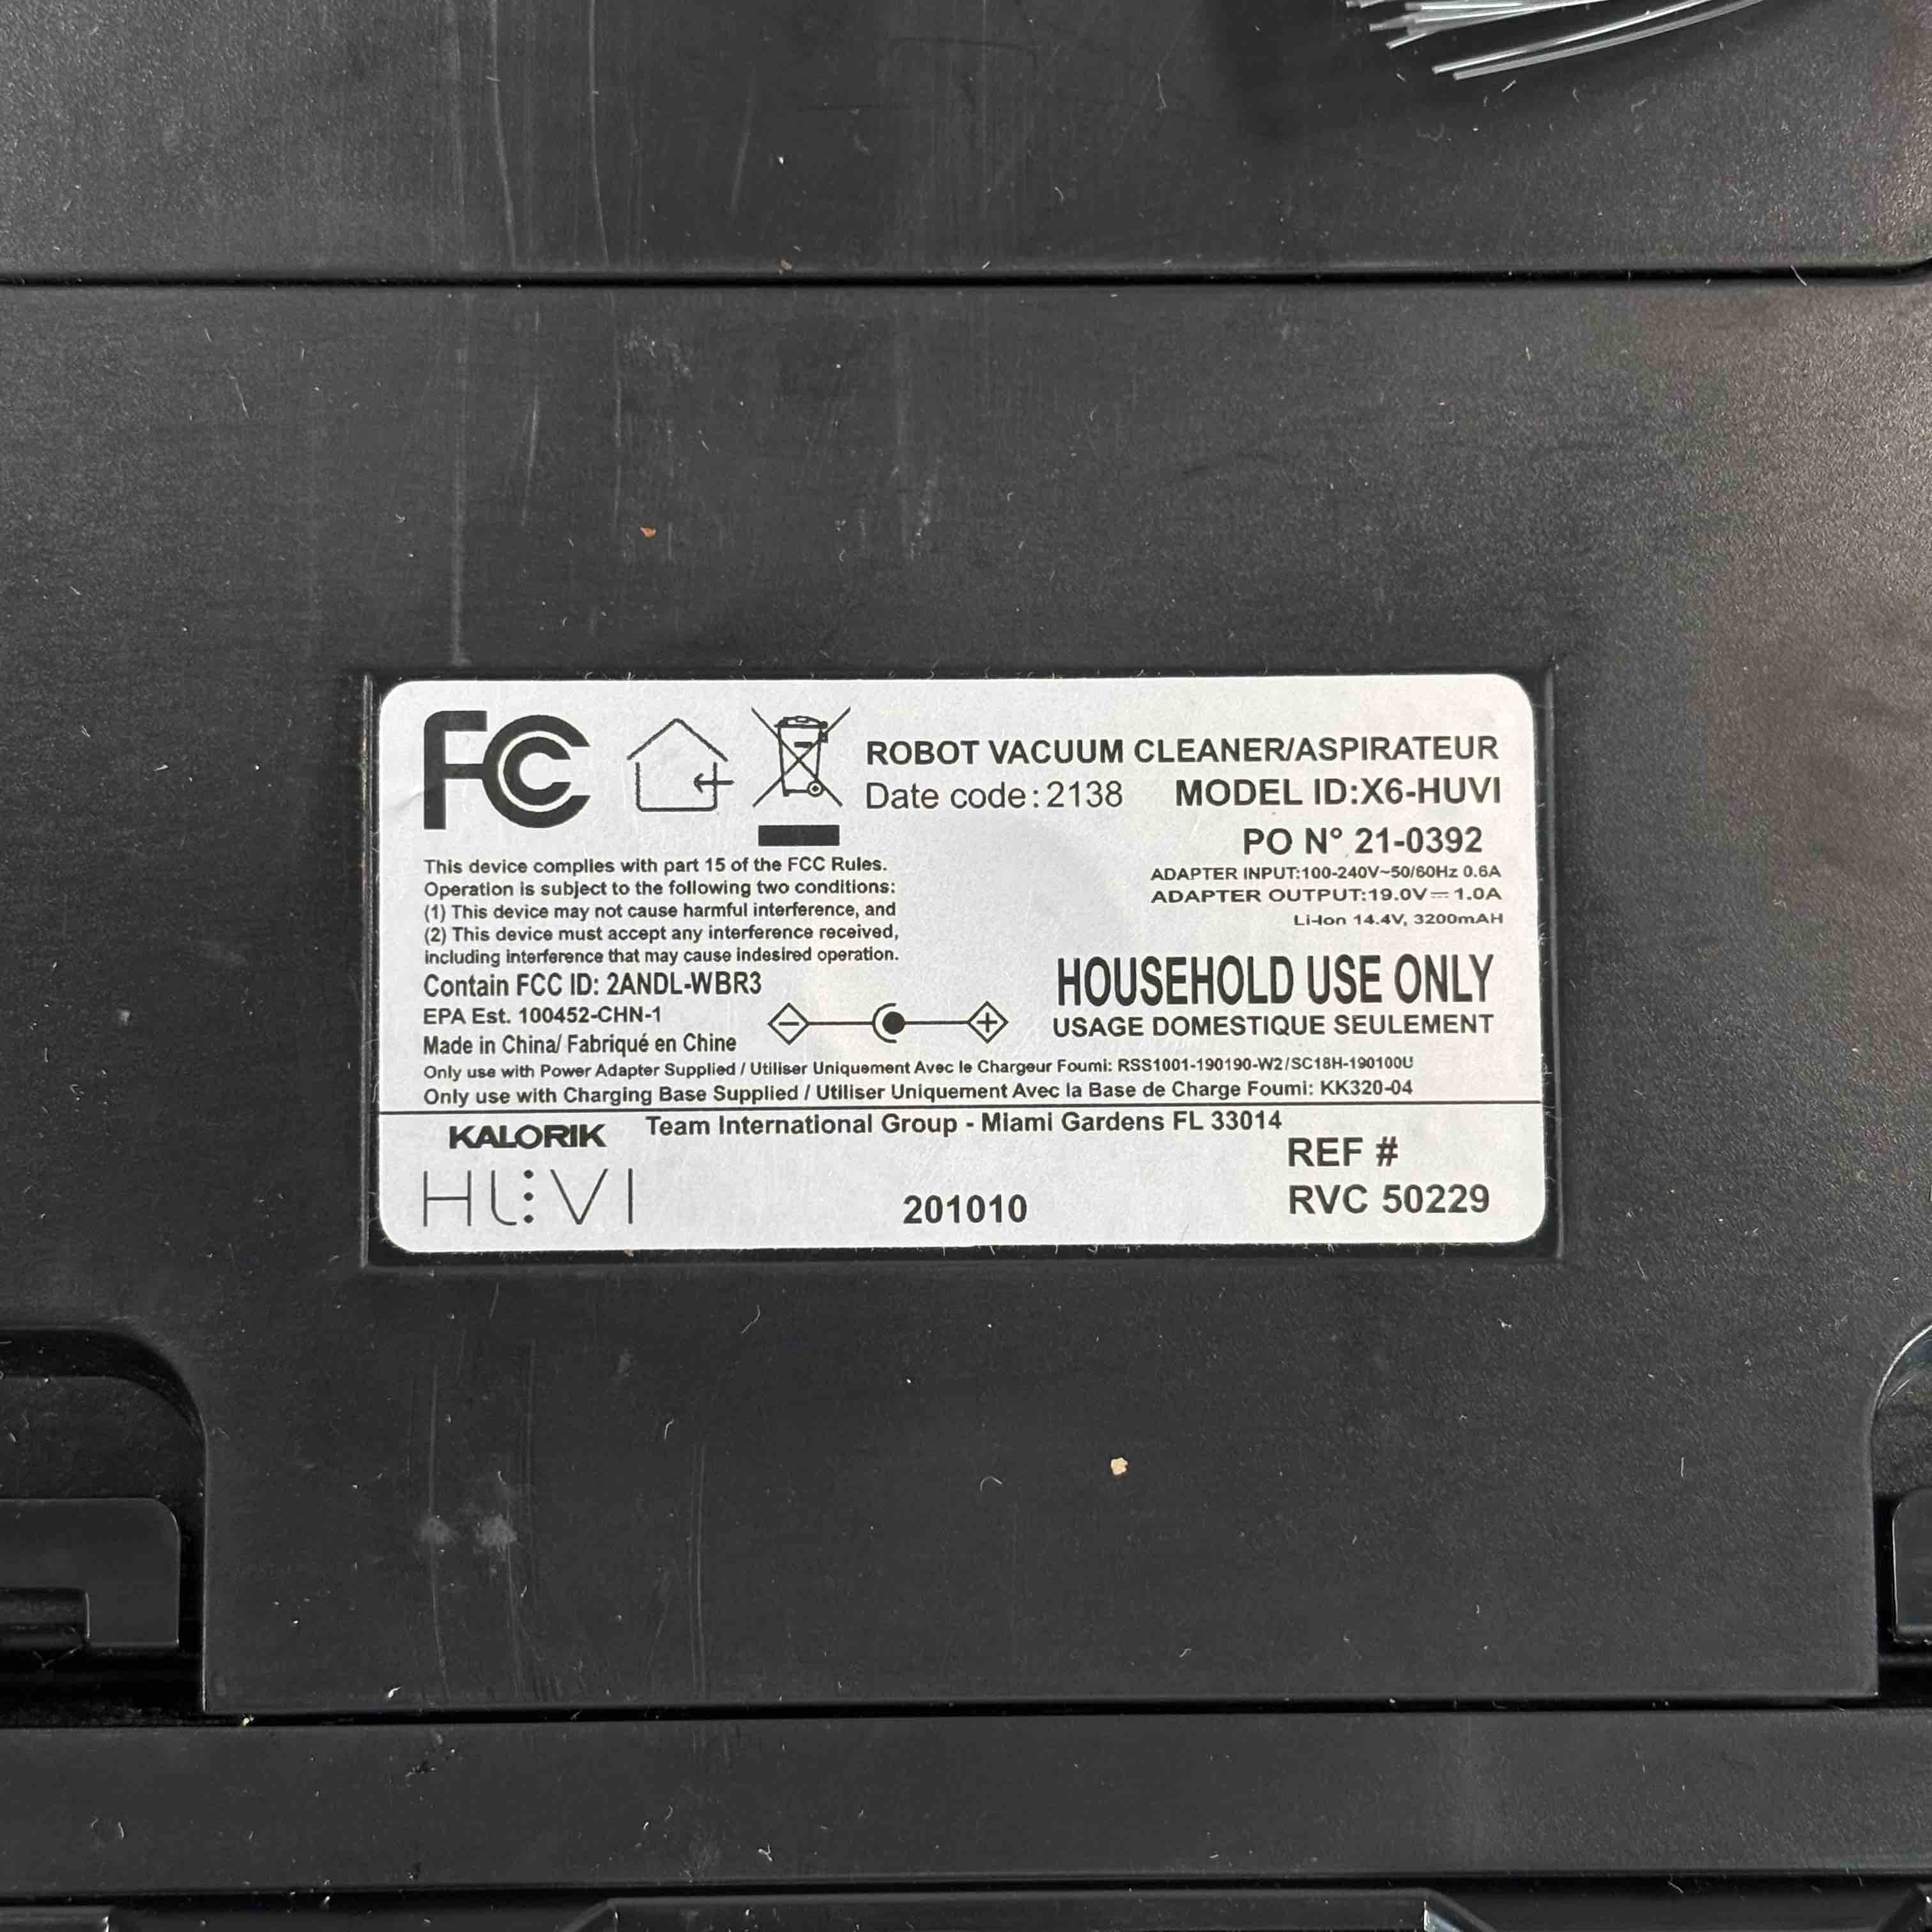 FC
ROBOT VACUUM CLEANER/ASPIRATEUR
Date code: 2138 MODEL ID:X6-HUVI
PO N° 21-0392
ADAPTER INPUT:100-240V~50/60Hz 0.6A
ADAPTER OUTPUT:19.0V⎓1.0A
Li-Ion 14.4V, 3200mAH
This device complies with part 15 of the FCC Rules.
Operation is subject to the following two conditions:
(1) This device may not cause harmful interference, and
(2) This device must accept any interference received,
including interference that may cause indesired operation.
Contain FCC ID: 2ANDL-WBR3
EPA Est. 100452-CHN-1
Made in China/ Fabriqué en Chine
HOUSEHOLD USE ONLY
USAGE DOMESTIQUE SEULEMENT
Only use with Power Adapter Supplied / Utiliser Uniquement Avec le Chargeur Foumi: RSS1001-190190-W2/SC18H-190100U
Only use with Charging Base Supplied / Utiliser Uniquement Avec la Base de Charge Foumi: KK320-04
KALORIK Team International Group - Miami Gardens FL 33014
HUVI
201010
REF #
RVC 50229